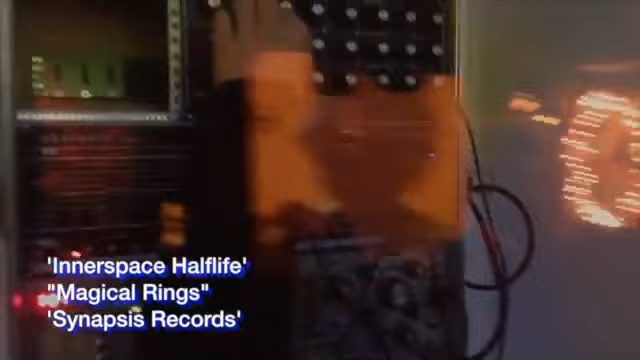 'Innerspace Halflife'
"Magical Rings"
'Synapsis Records'